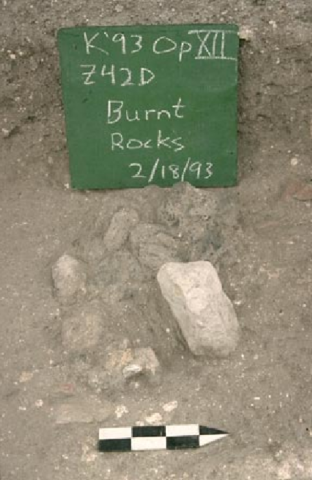 K'93 Op XII
Z42D
Burnt
Rocks
2/18/93